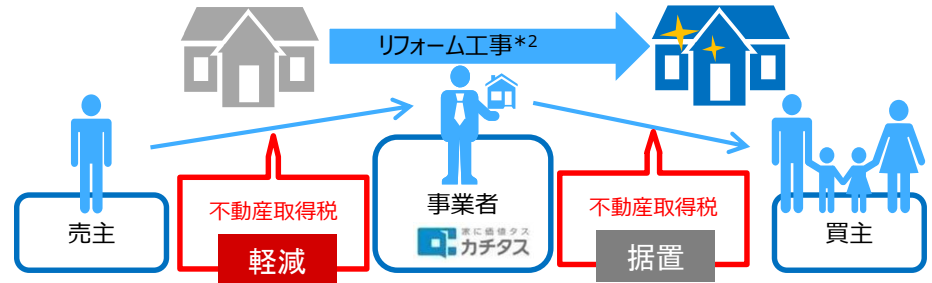 リフォーム工事*2
不動産取得税
軽減
不動産取得税
据置
売主
事業者
家に価値タス
カチタス
買主